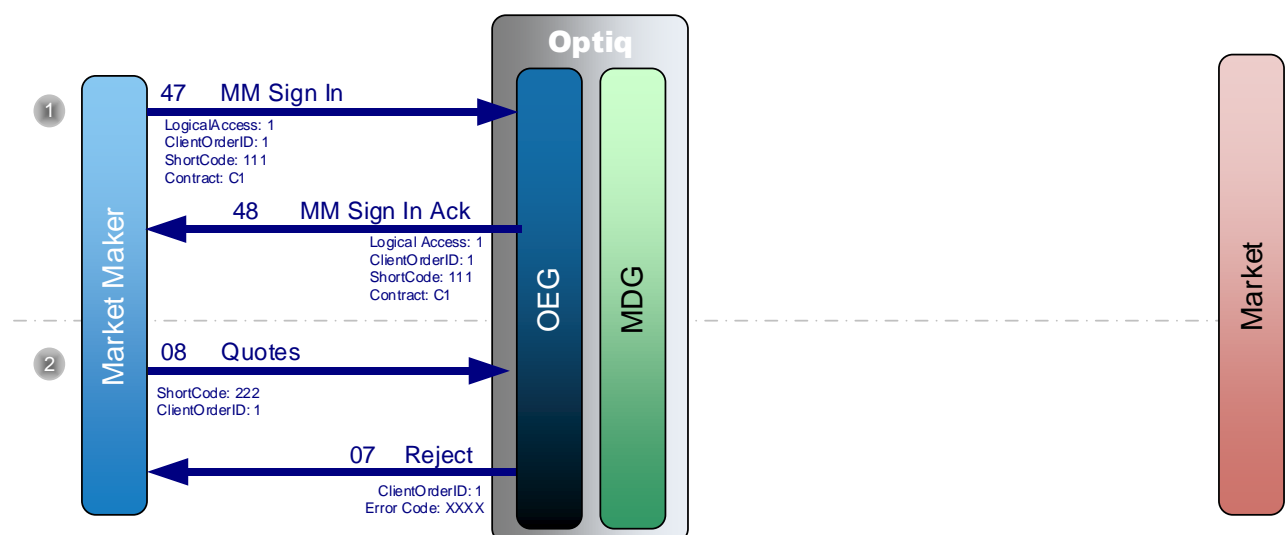 Optiq
1
47 MM Sign In
LogicalAccess: 1
ClientOrderID: 1
ShortCode: 111
Contract: C1
48 MM Sign In Ack
Logical Access: 1
ClientOrderID: 1
ShortCode: 111
Contract: C1
Market Maker
OEG
MDG
Market
2
08 Quotes
ShortCode: 222
ClientOrderID: 1
07 Reject
ClientOrderID: 1
Error Code: XXXX